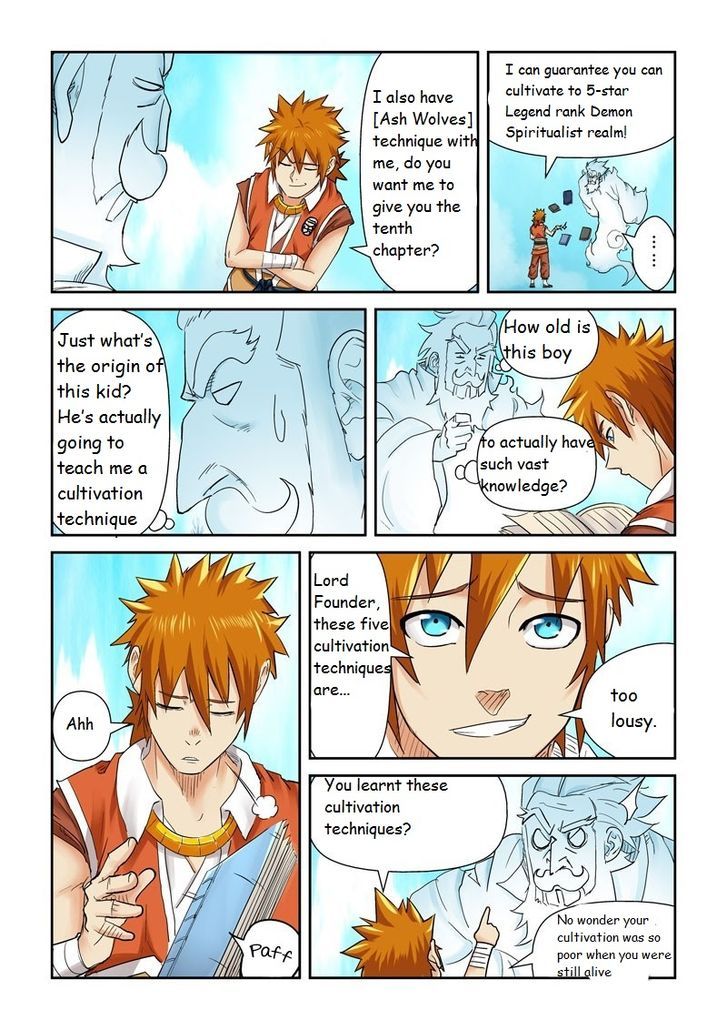 I also have
[Ash Wolves]
technique with
me, do you
want me to
give you the
tenth
chapter?
I can guarantee you can
cultivate to 5-star
Legend rank Demon
Spiritualist realm!
......
Just what's
the origin of
this kid?
He's actually
going to
teach me a
cultivation
technique
How old is
this boy
to actually have
such vast
knowledge?
Ahh
Paff
Lord
Founder,
these five
cultivation
techniques
are...
too
lousy.
You learnt these
cultivation
techniques?
No wonder your
cultivation was so
poor when you were
still alive